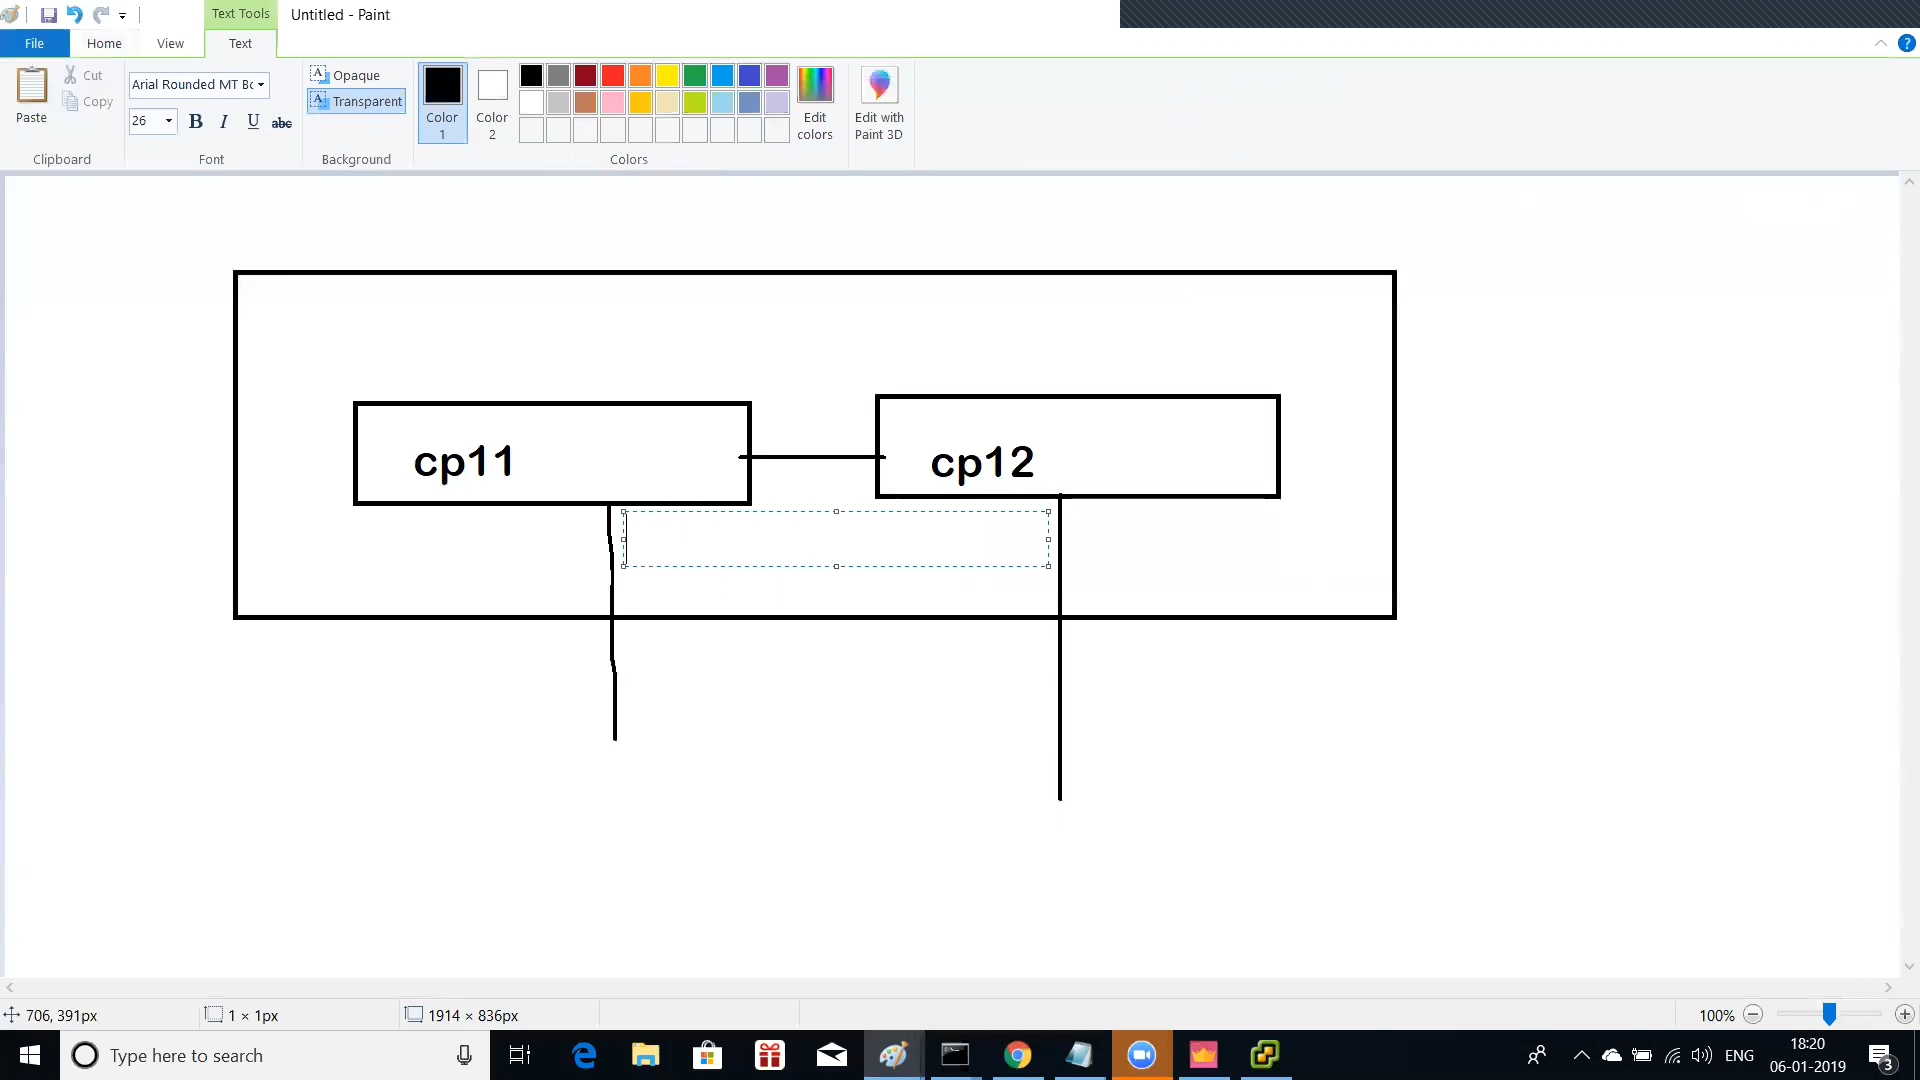 Text Tools
Untitled - Paint
File
Home
View
Text
Paste
Cut
Copy
Clipboard
Arial Rounded MT Bc
26
B I U abc
Font
Opaque
Transparent
Background
Color 1
Color 2
Edit colors
Colors
Edit with Paint 3D
cp11
cp12
706, 391px
1 × 1px
1914 × 836px
100%
Type here to search
ENG
18:20
06-01-2019
3